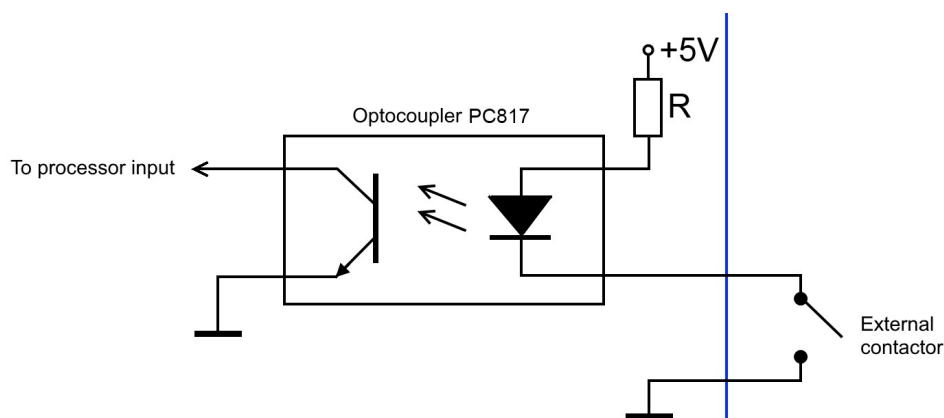 +5V
R
Optocoupler PC817
To processor input
External
contactor